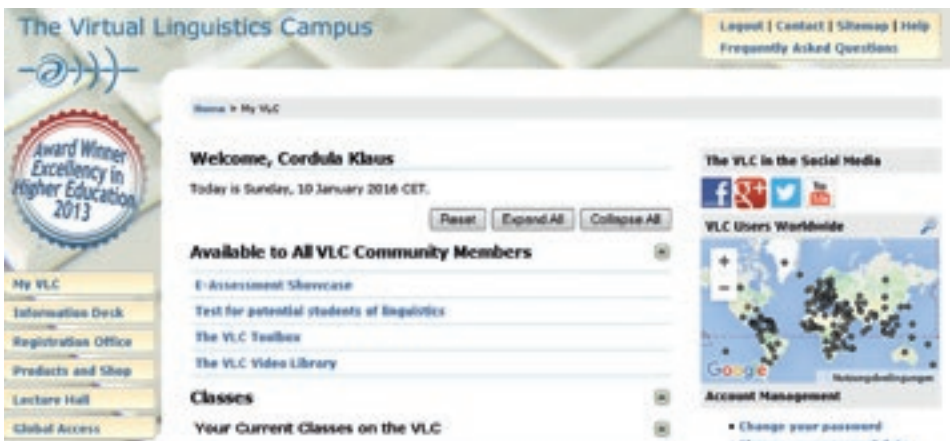 The Virtual Linguistics Campus
Logout | Contact | Sitemap | Help
Frequently Asked Questions
Award Winner
Excellency in
Higher Education
2013
Home > My VLC
Welcome, Cordula Klaus
Today is Sunday, 10 January 2016 CET.
Reset Expand All Collapse All
Available to All VLC Community Members
E-Assessment Showcase
Test for potential students of linguistics
The VLC Toolbox
The VLC Video Library
Classes
Your Current Classes on the VLC
My VLC
Information Desk
Registration Office
Products and Shop
Lecture Hall
Global Access
The VLC in the Social Media
f g+ You
VLC Users Worldwide
+
-
Google
Nutzungsbedingungen
Account Management
Change your password